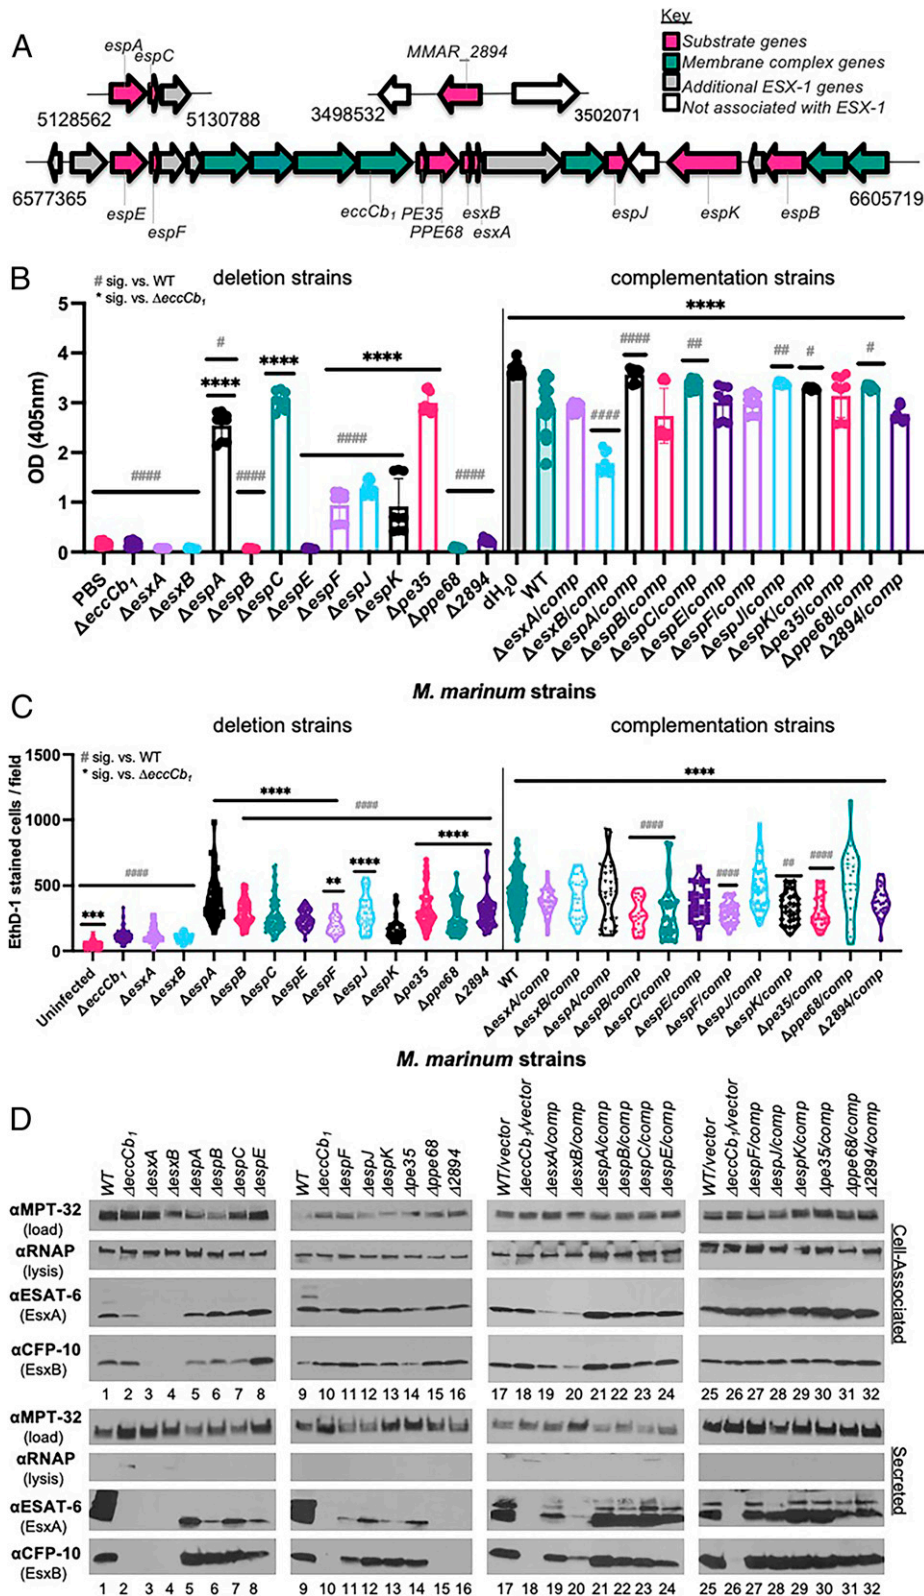 A
espA
espC
5128562
5130788
MMAR_2894
3498532
3502071
Key
Substrate genes
Membrane complex genes
Additional ESX-1 genes
Not associated with ESX-1
6577365
espE
espF
eccCb1
PE35
PPE68
esxB
esxA
espJ
espK
espB
6605719
B
deletion strains
complementation strains
# sig. vs. WT
* sig. vs. ΔeccCb1
OD (405nm)
5
4
3
2
1
0
####
#
****
####
****
####
****
####
****
####
####
##
##
#
#
PBS
ΔeccCb1
ΔesxA
ΔesxB
ΔespA
ΔespB
ΔespC
ΔespE
ΔespF
ΔespJ
ΔespK
Δpe35
Δppe68
Δ2894
dH20
WT
ΔesxA/comp
ΔesxB/comp
ΔespA/comp
ΔespB/comp
ΔespC/comp
ΔespE/comp
ΔespF/comp
ΔespJ/comp
ΔespK/comp
Δpe35/comp
Δppe68/comp
Δ2894/comp
M. marinum strains
C
deletion strains
complementation strains
# sig. vs. WT
* sig. vs. ΔeccCb1
EthD-1 stained cells / field
1500
1000
500
0
***
####
****
####
**
****
****
****
####
####
##
####
Uninfected
ΔeccCb1
ΔesxA
ΔesxB
ΔespA
ΔespB
ΔespC
ΔespE
ΔespF
ΔespJ
ΔespK
Δpe35
Δppe68
Δ2894
WT
ΔesxA/comp
ΔesxB/comp
ΔespA/comp
ΔespB/comp
ΔespC/comp
ΔespE/comp
ΔespF/comp
ΔespJ/comp
ΔespK/comp
Δpe35/comp
Δppe68/comp
Δ2894/comp
M. marinum strains
D
WT
ΔeccCb1
ΔesxA
ΔesxB
ΔespA
ΔespB
ΔespC
ΔespE
WT
ΔeccCb1
ΔespF
ΔespJ
ΔespK
Δpe35
Δppe68
Δ2894
WT/vector
ΔeccCb1/vector
ΔesxA/comp
ΔesxB/comp
ΔespA/comp
ΔespB/comp
ΔespC/comp
ΔespE/comp
WT/vector
ΔeccCb1/vector
ΔespF/comp
ΔespJ/comp
ΔespK/comp
Δpe35/comp
Δppe68/comp
Δ2894/comp
αMPT-32
(load)
αRNAP
(lysis)
αESAT-6
(EsxA)
αCFP-10
(EsxB)
Cell-Associated
1 2 3 4 5 6 7 8 9 10 11 12 13 14 15 16 17 18 19 20 21 22 23 24 25 26 27 28 29 30 31 32
αMPT-32
(load)
αRNAP
(lysis)
αESAT-6
(EsxA)
αCFP-10
(EsxB)
Secreted
1 2 3 4 5 6 7 8 9 10 11 12 13 14 15 16 17 18 19 20 21 22 23 24 25 26 27 28 29 30 31 32